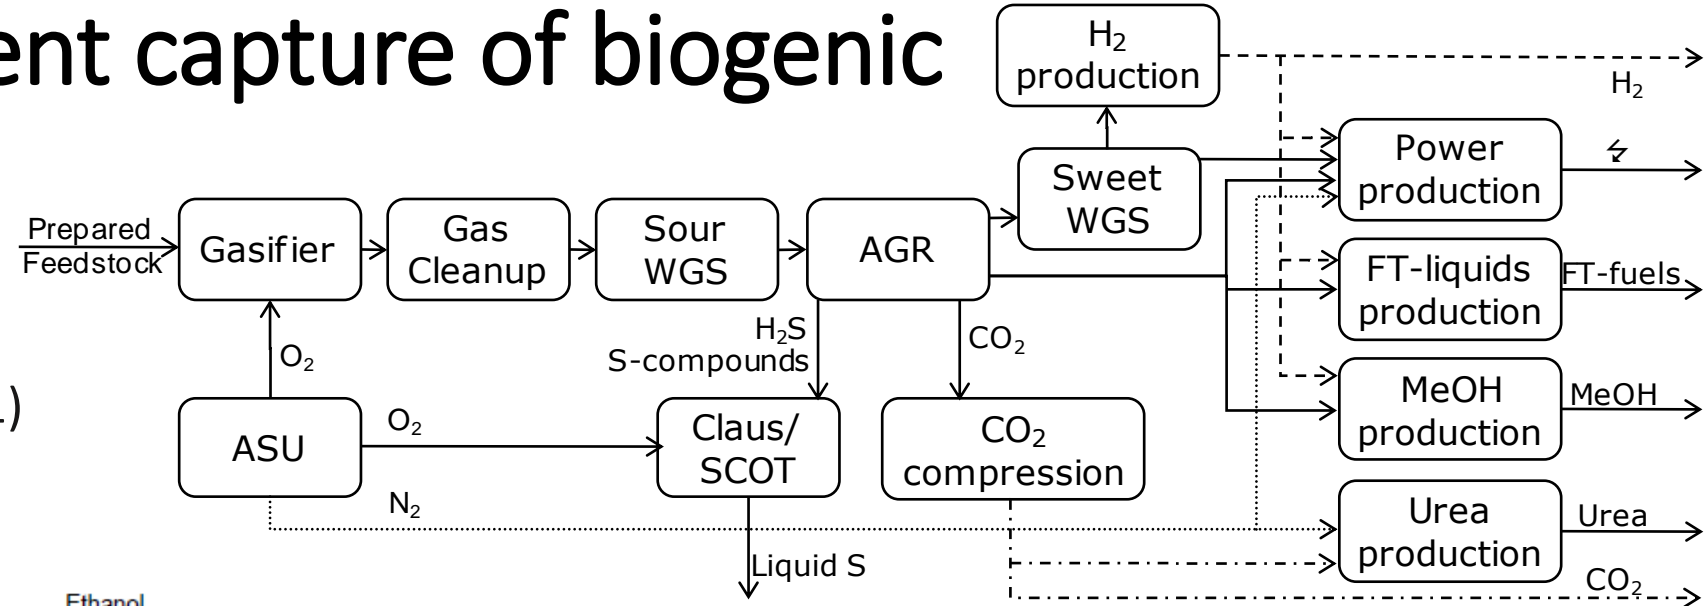 ent capture of biogenic
H₂
production
H₂
Power
production
Sweet
WGS
Prepared
Feedstock
Gasifier
Gas
Cleanup
Sour
WGS
AGR
FT-liquids
production
FT-fuels
O₂
H₂S
S-compounds
CO₂
MeOH
production
MeOH
1)
ASU
O₂
Claus/
SCOT
CO₂
compression
N₂
Urea
production
Urea
Liquid S
CO₂
Ethanol